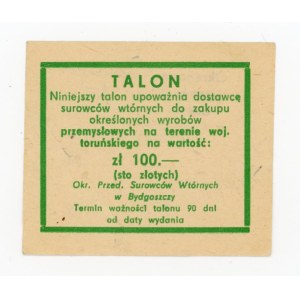 TALON
Niniejszy talon upoważnia dostawcę
surowców wtórnych do zakupu
określonych wyrobów
przemysłowych na terenie woj.
toruńskiego na wartość:
zł 100.—
(sto złotych)
Okr. Przed. Surowców Wtórnych
w Bydgoszczy
Termin ważności talenu 90 dni
od daty wydania